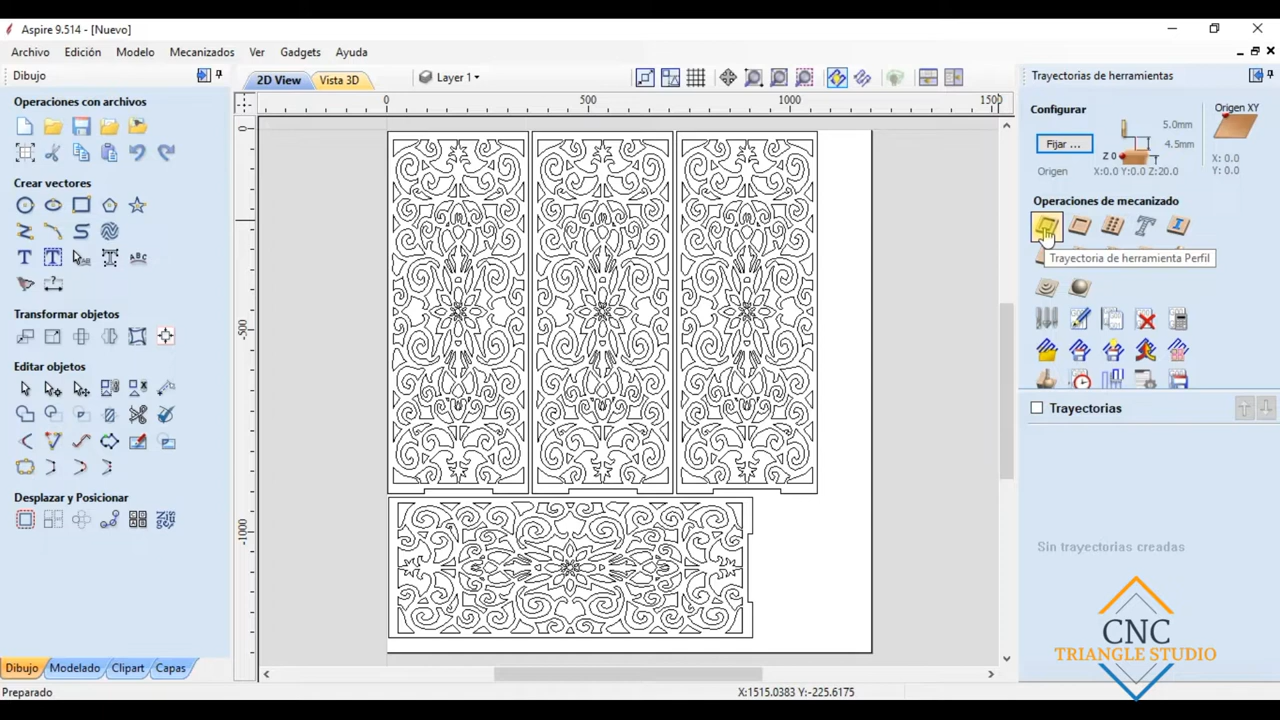 Aspire 9.514 - [Nuevo]
Archivo Edición Modelo Mecanizados Ver Gadgets Ayuda
Dibujo
Operaciones con archivos
Crear vectores
Transformar objetos
Editar objetos
Desplazar y Posicionar
Dibujo Modelado Clipart Capas
Preparado
2D View Vista 3D Layer 1
0 500 1000 1500
0
-500
-1000
X:1515.0383 Y:-225.6175
Trayectorias de herramientas
Configurar
Origen XY
5.0mm
Fijar ...
4.5mm
Z 0
X: 0.0
Origen X:0.0 Y:0.0 Z:20.0
Y: 0.0
Operaciones de mecanizado
Trayectoria de herramienta Perfil
Trayectorias
Sin trayectorias creadas
CNC
TRIANGLE STUDIO